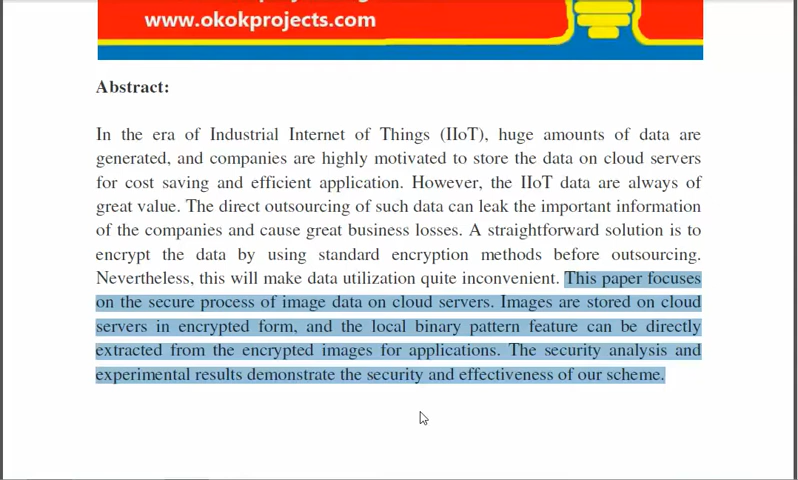 www.okokprojects.com
Abstract:
In the era of Industrial Internet of Things (IIoT), huge amounts of data are
generated, and companies are highly motivated to store the data on cloud servers
for cost saving and efficient application. However, the IIoT data are always of
great value. The direct outsourcing of such data can leak the important information
of the companies and cause great business losses. A straightforward solution is to
encrypt the data by using standard encryption methods before outsourcing.
Nevertheless, this will make data utilization quite inconvenient. This paper focuses
on the secure process of image data on cloud servers. Images are stored on cloud
servers in encrypted form, and the local binary pattern feature can be directly
extracted from the encrypted images for applications. The security analysis and
experimental results demonstrate the security and effectiveness of our scheme.